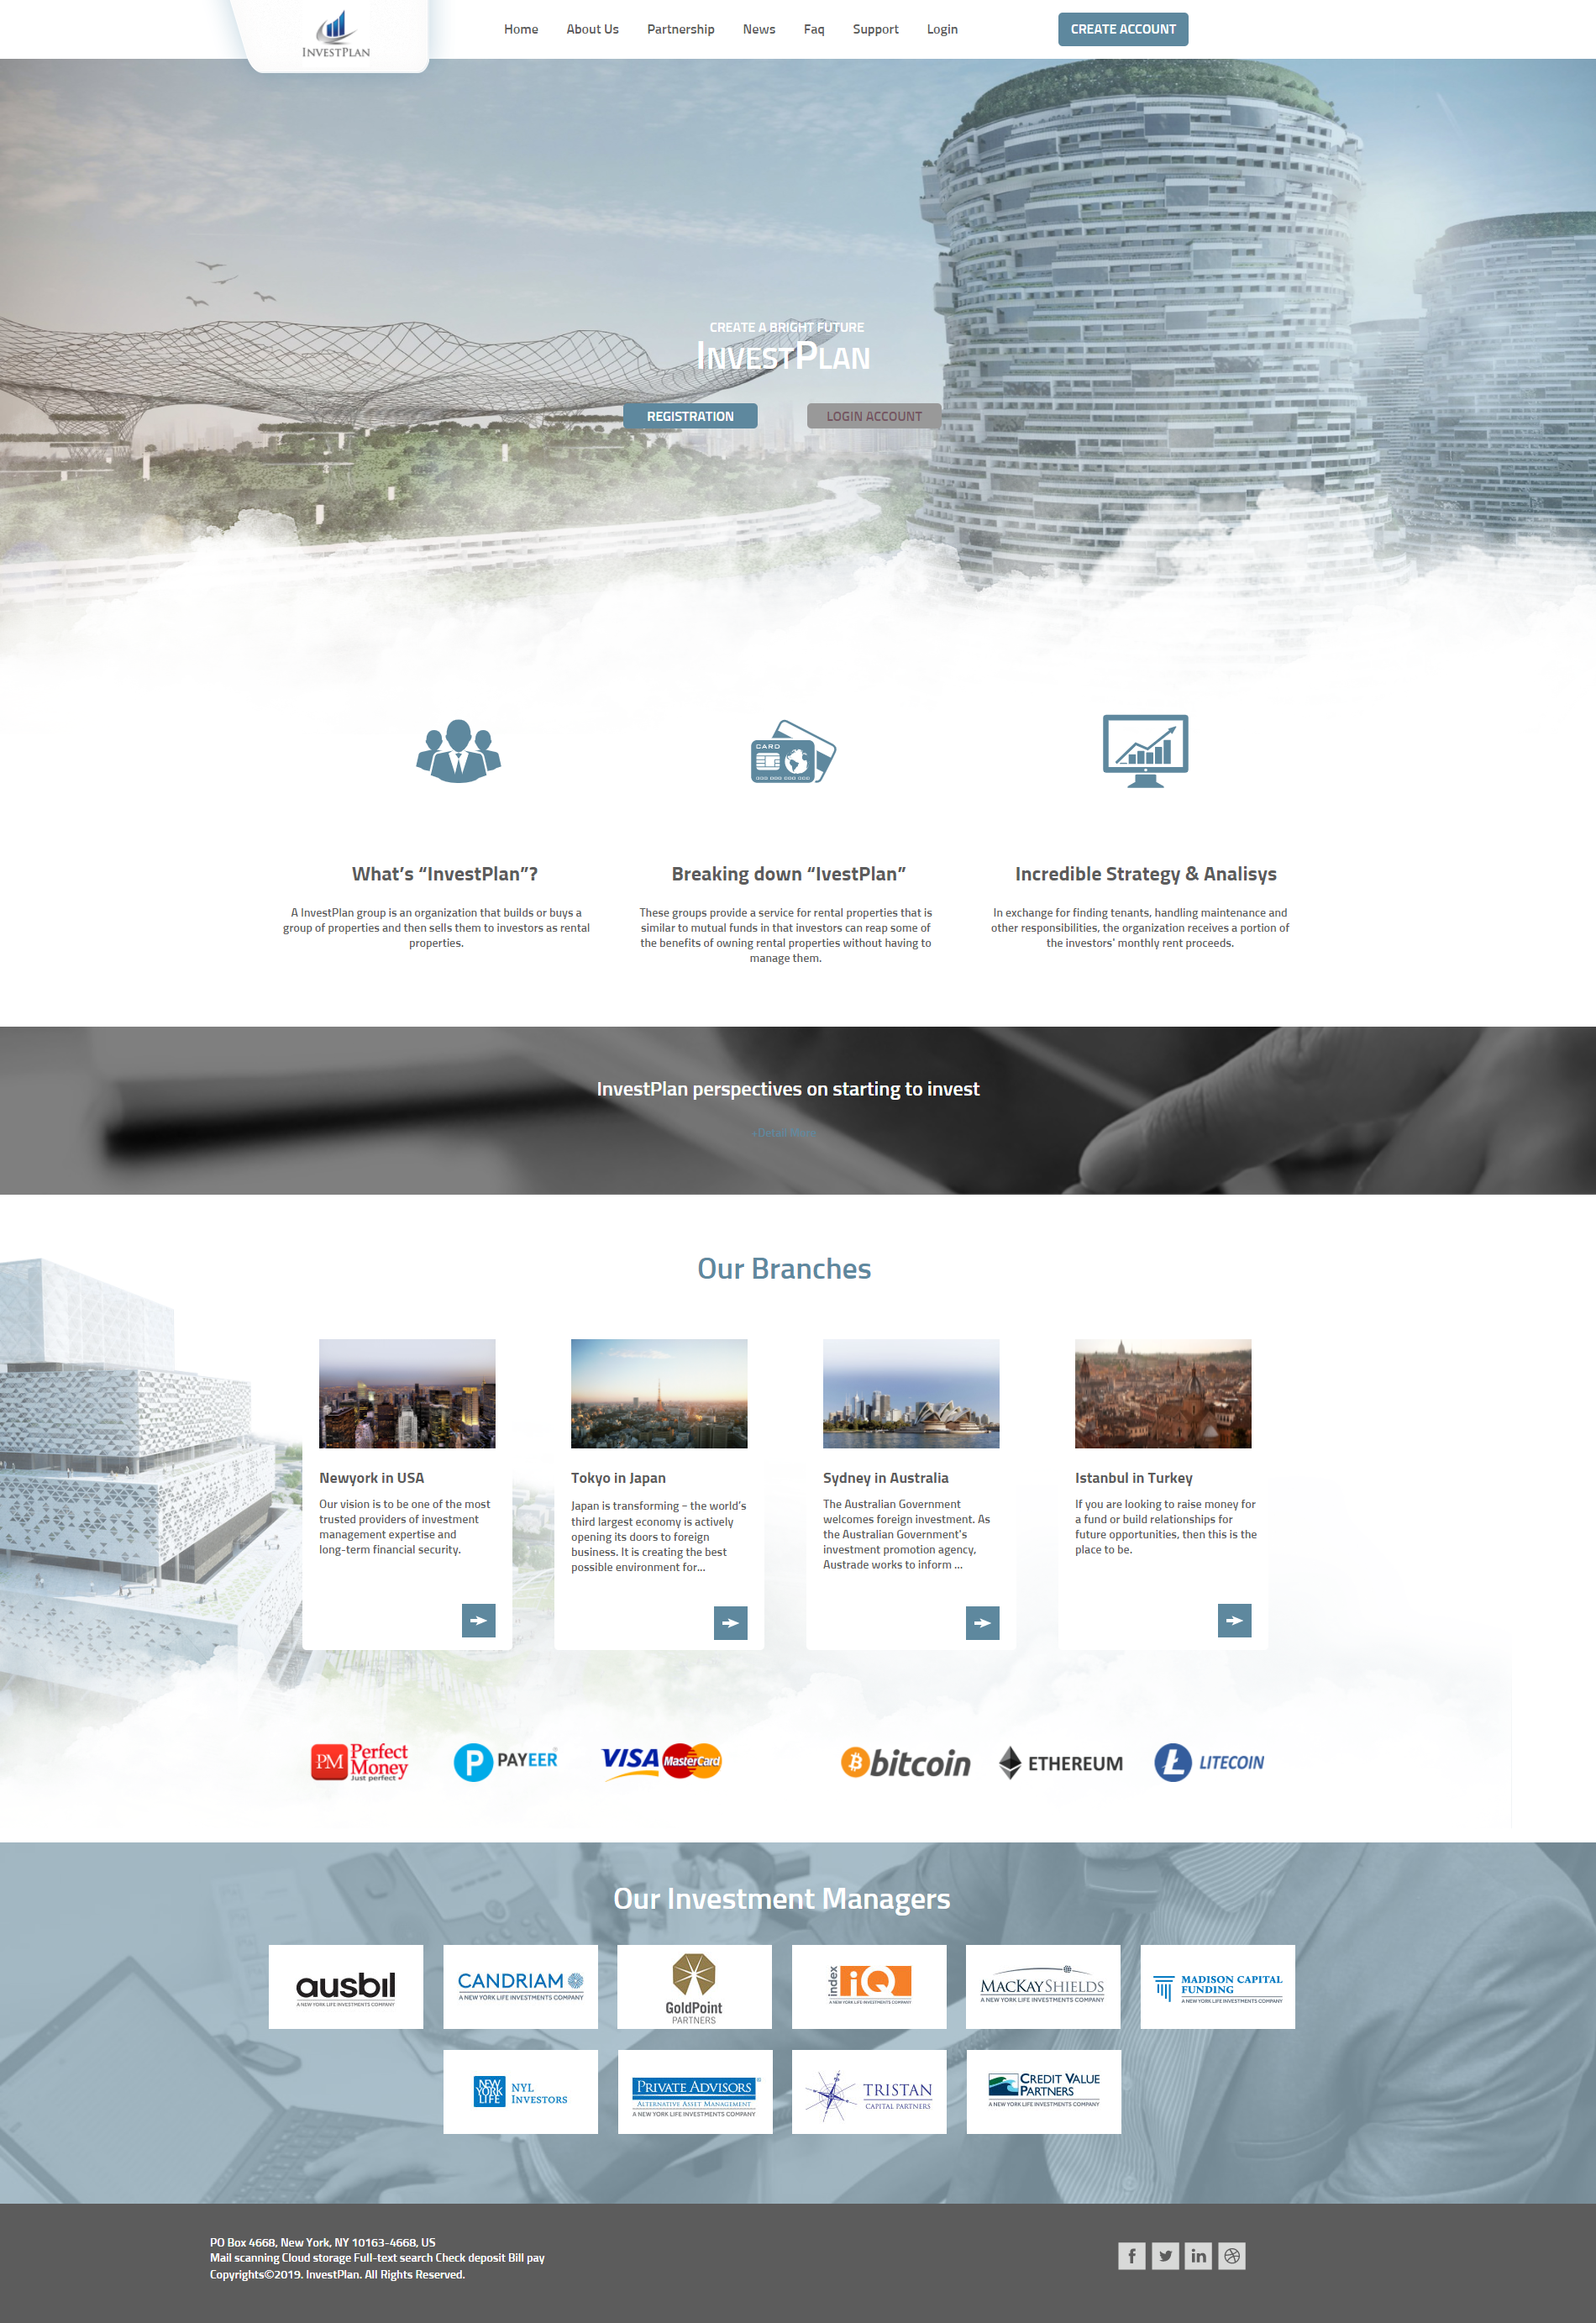 INVESTPLAN
Home
About Us
Partnership
News
Faq
Support
Login
CREATE ACCOUNT
CREATE A BRIGHT FUTURE
INVESTPLAN
REGISTRATION
LOGIN ACCOUNT
CARD
What's “InvestPlan”?
A InvestPlan group is an organization that builds or buys a
group of properties and then sells them to investors as rental
properties.
Breaking down “IvestPlan”
These groups provide a service for rental properties that is
similar to mutual funds in that investors can reap some of
the benefits of owning rental properties without having to
manage them.
Incredible Strategy & Analisys
In exchange for finding tenants, handling maintenance and
other responsibilities, the organization receives a portion of
the investors' monthly rent proceeds.
InvestPlan perspectives on starting to invest
+Detail More
Our Branches
Newyork in USA
Our vision is to be one of the most
trusted providers of investment
management expertise and
long-term financial security.
Tokyo in Japan
Japan is transforming – the world's
third largest economy is actively
opening its doors to foreign
business. It is creating the best
possible environment for...
Sydney in Australia
The Australian Government
welcomes foreign investment. As
the Australian Government's
investment promotion agency,
Austrade works to inform ...
Istanbul in Turkey
If you are looking to raise money for
a fund or build relationships for
future opportunities, then this is the
place to be.
PM Perfect
Money
Just perfect
P PAYEER
VISA MasterCard
bitcoin
ETHEREUM
LITECOIN
Our Investment Managers
ausbil
A NEW YORK LIFE INVESTMENTS COMPANY
CANDRIAM
A NEW YORK LIFE INVESTMENTS COMPANY
GoldPoint
PARTNERS
index iQ
A NEW YORK LIFE INVESTMENTS COMPANY
MACKAY SHIELDS
A NEW YORK LIFE INVESTMENTS COMPANY
MADISON CAPITAL
FUNDING
A NEW YORK LIFE INVESTMENTS COMPANY
NEW
YORK
LIFE
NYL
INVESTORS
PRIVATE ADVISORS®
ALTERNATIVE ASSET MANAGEMENT
A NEW YORK LIFE INVESTMENTS COMPANY
TRISTAN
CAPITAL PARTNERS
CREDIT VALUE
PARTNERS
A NEW YORK LIFE INVESTMENTS COMPANY
PO Box 4668, New York, NY 10163-4668, US
Mail scanning Cloud storage Full-text search Check deposit Bill pay
Copyrights©2019. InvestPlan. All Rights Reserved.